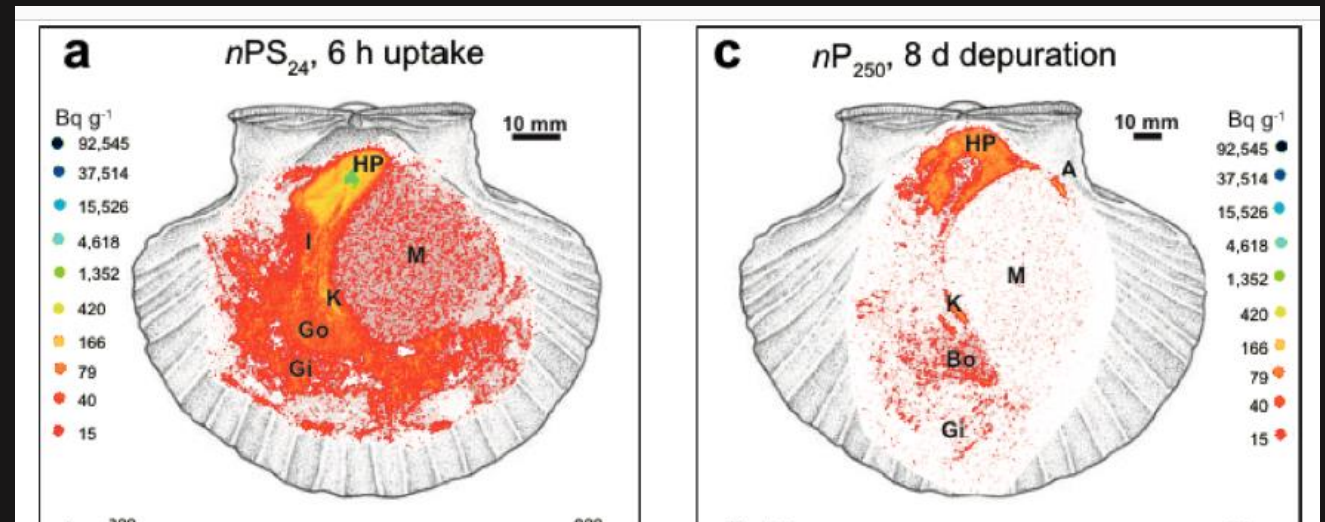 a nPS24, 6 h uptake
Bq g-1
92,545
37,514
15,526
4,618
1,352
420
166
79
40
15
10 mm
HP
I
M
K
Go
Gi
c nP250, 8 d depuration
10 mm
Bq g-1
92,545
37,514
15,526
4,618
1,352
420
166
79
40
15
HP
A
M
K
Bo
Gi